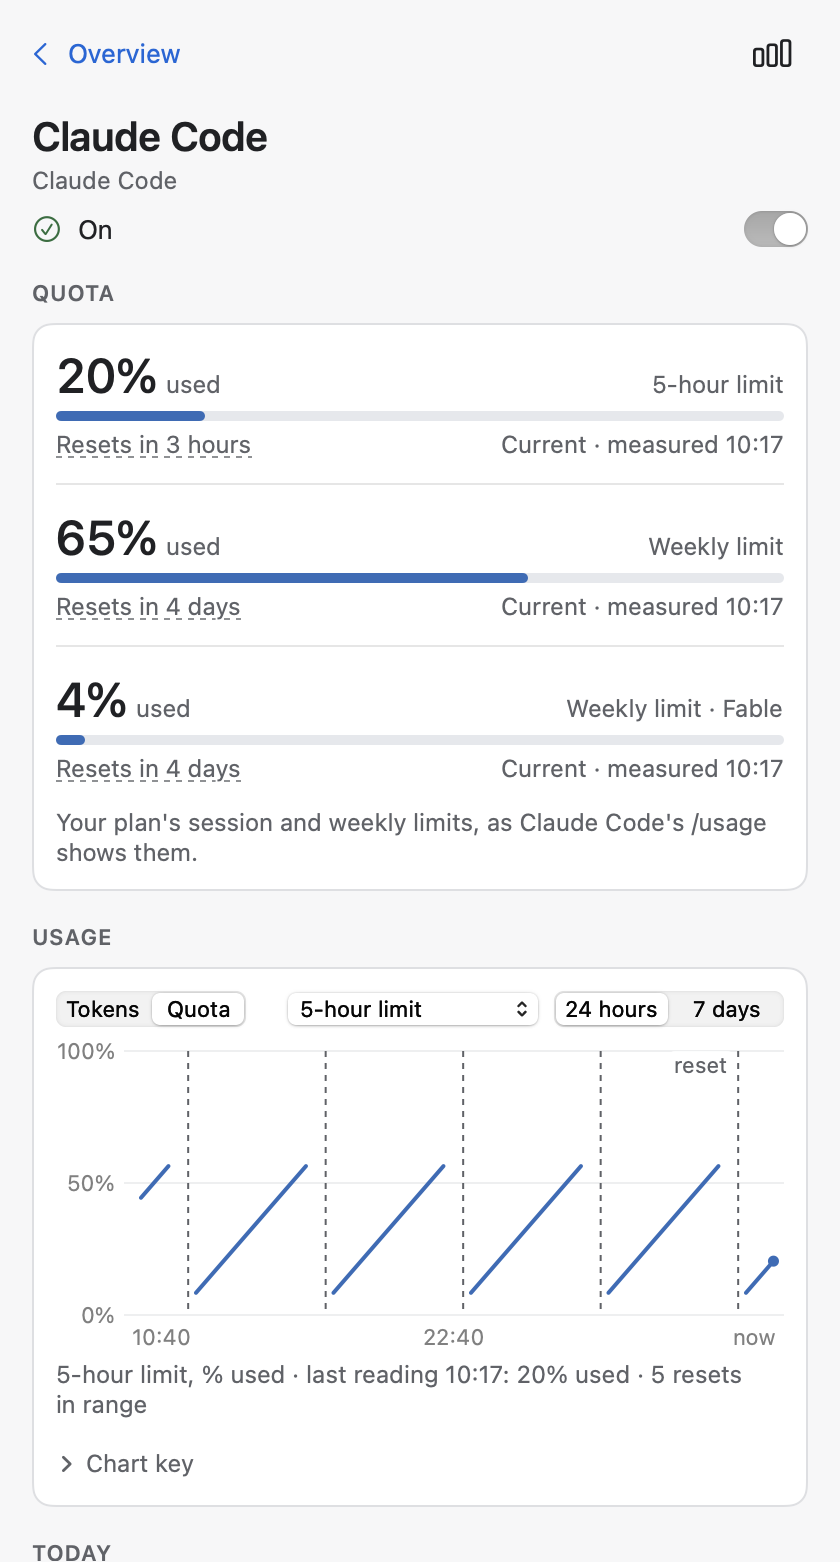 Overview
Claude Code
Claude Code
On
QUOTA
20% used 5-hour limit
Resets in 3 hours Current · measured 10:17
65% used Weekly limit
Resets in 4 days Current · measured 10:17
4% used Weekly limit · Fable
Resets in 4 days Current · measured 10:17
Your plan's session and weekly limits, as Claude Code's /usage
shows them.
USAGE
Tokens Quota 5-hour limit 24 hours 7 days
100%
reset
50%
0%
10:40 22:40 now
5-hour limit, % used · last reading 10:17: 20% used · 5 resets
in range
Chart key
TODAY